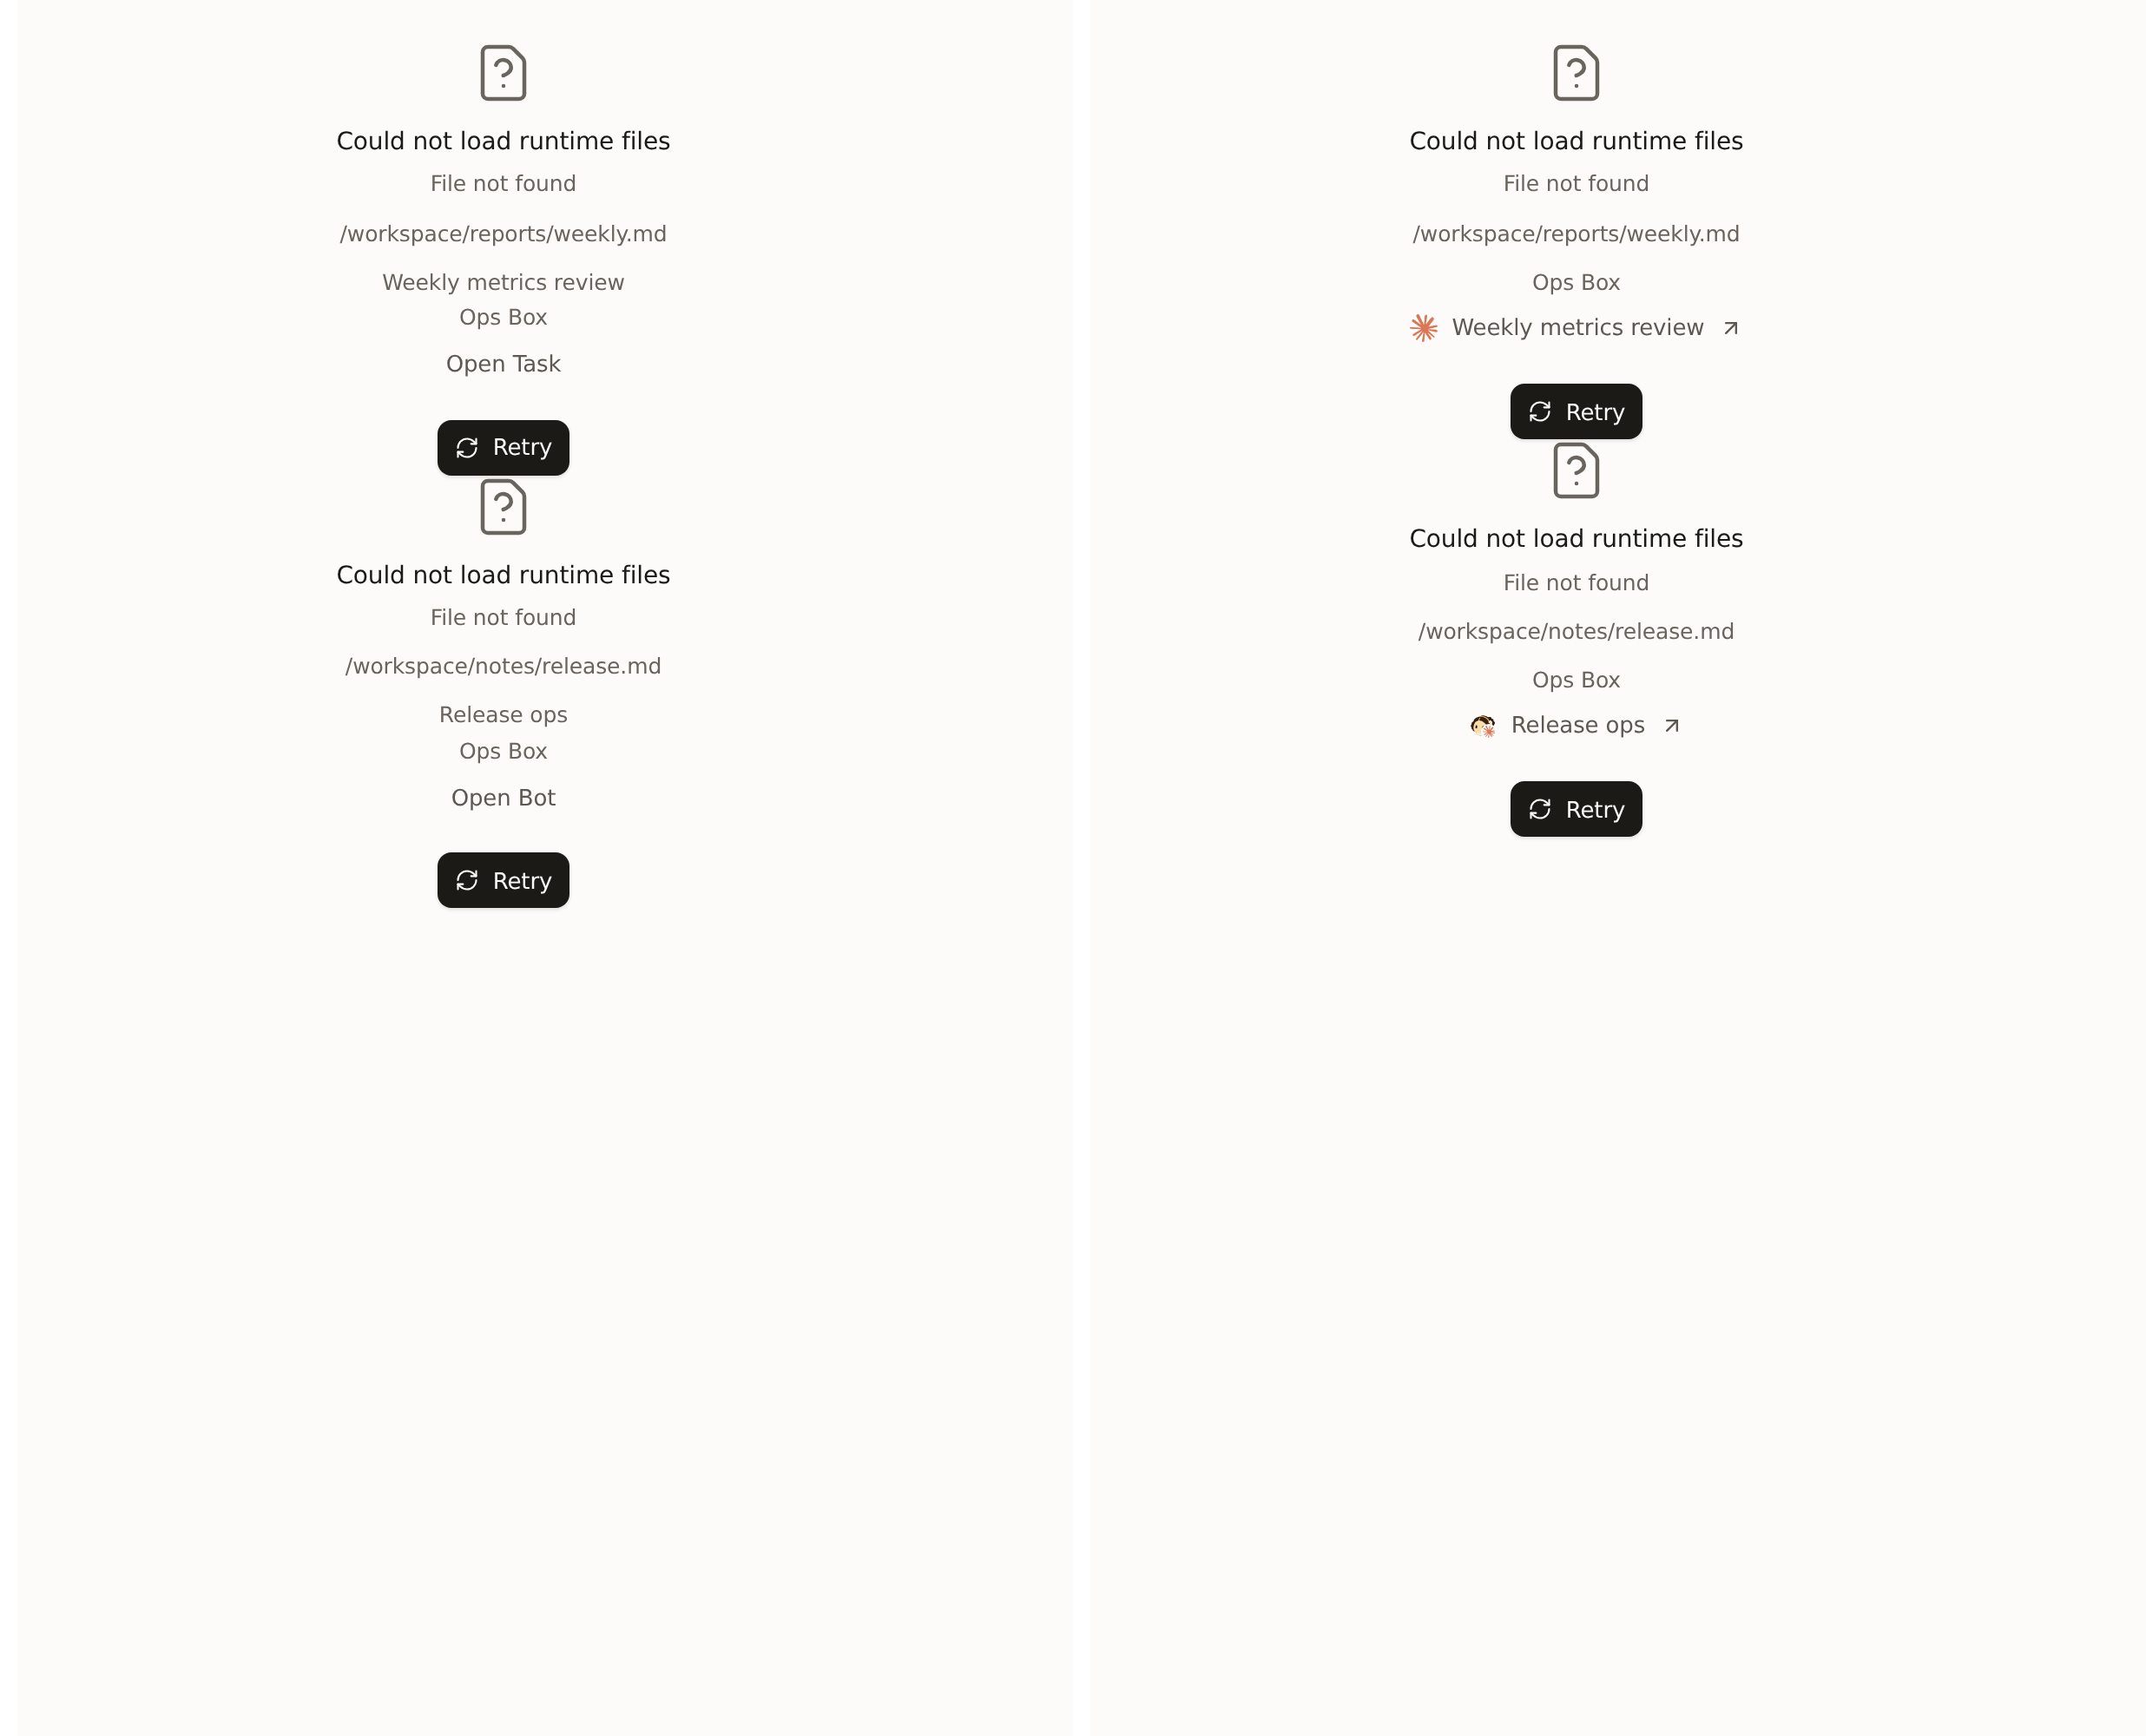 Could not load runtime files
File not found
/workspace/reports/weekly.md
Weekly metrics review
Ops Box
Open Task
Retry
Could not load runtime files
File not found
/workspace/notes/release.md
Release ops
Ops Box
Open Bot
Retry
Could not load runtime files
File not found
/workspace/reports/weekly.md
Ops Box
Weekly metrics review
Retry
Could not load runtime files
File not found
/workspace/notes/release.md
Ops Box
Release ops
Retry